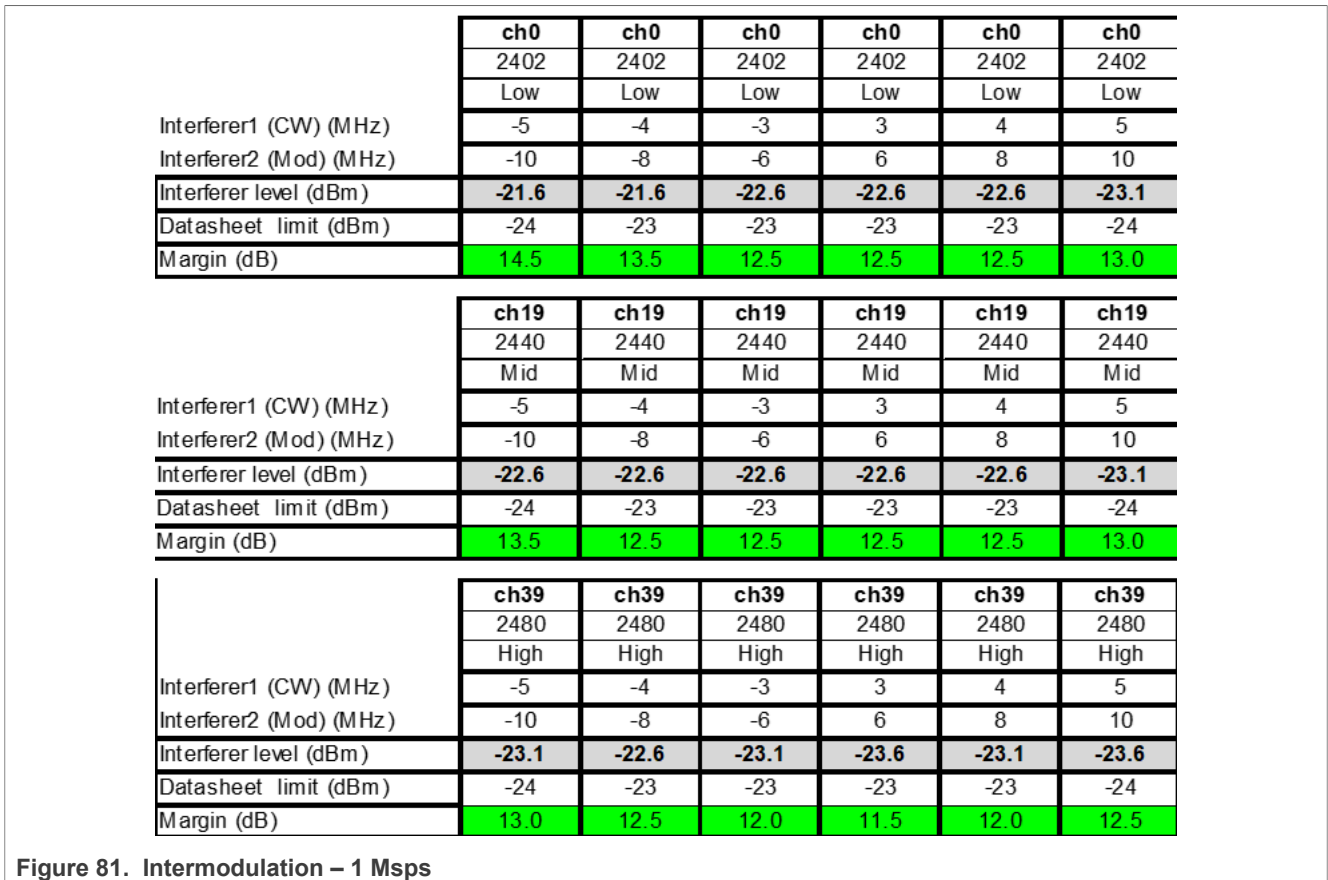 ch0 ch0 ch0 ch0 ch0 ch0
2402 2402 2402 2402 2402 2402
Low Low Low Low Low Low
Interferer1 (CW) (MHz) -5 -4 -3 3 4 5
Interferer2 (Mod) (MHz) -10 -8 -6 6 8 10
Interferer level (dBm) -21.6 -21.6 -22.6 -22.6 -22.6 -23.1
Datasheet limit (dBm) -24 -23 -23 -23 -23 -24
Margin (dB) 14.5 13.5 12.5 12.5 12.5 13.0
ch19 ch19 ch19 ch19 ch19 ch19
2440 2440 2440 2440 2440 2440
Mid Mid Mid Mid Mid Mid
Interferer1 (CW) (MHz) -5 -4 -3 3 4 5
Interferer2 (Mod) (MHz) -10 -8 -6 6 8 10
Interferer level (dBm) -22.6 -22.6 -22.6 -22.6 -22.6 -23.1
Datasheet limit (dBm) -24 -23 -23 -23 -23 -24
Margin (dB) 13.5 12.5 12.5 12.5 12.5 13.0
ch39 ch39 ch39 ch39 ch39 ch39
2480 2480 2480 2480 2480 2480
High High High High High High
Interferer1 (CW) (MHz) -5 -4 -3 3 4 5
Interferer2 (Mod) (MHz) -10 -8 -6 6 8 10
Interferer level (dBm) -23.1 -22.6 -23.1 -23.6 -23.1 -23.6
Datasheet limit (dBm) -24 -23 -23 -23 -23 -24
Margin (dB) 13.0 12.5 12.0 11.5 12.0 12.5
Figure 81. Intermodulation – 1 Msps